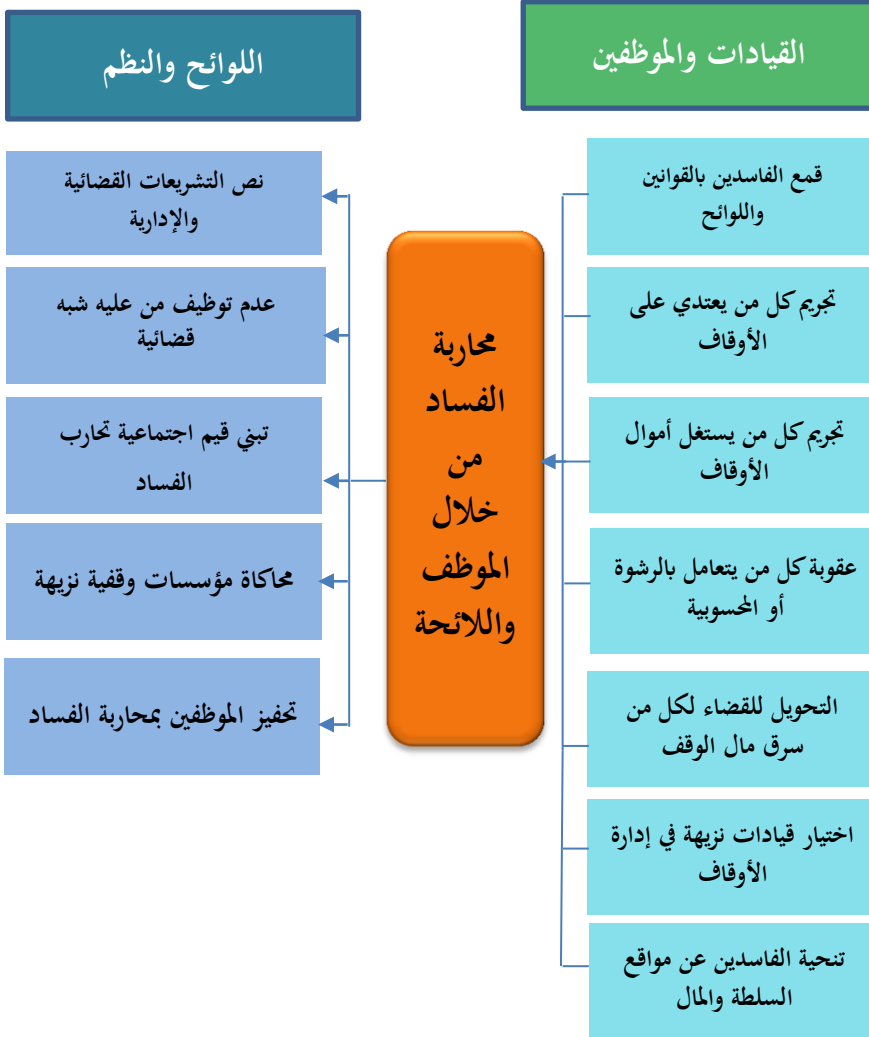 القيادات والموظفين
قمع الفاسدين بالقوانين
واللوائح
تجريم كل من يعتدي على
الأوقاف
تجريم كل من يستغل أموال
الأوقاف
عقوبة كل من يتعامل بالرشوة
أو المحسوبية
التحويل للقضاء لكل من
سرق مال الوقف
اختيار قيادات نزيهة في إدارة
الأوقاف
تنحية الفاسدين عن مواقع
السلطة والمال
محاربة
الفساد
من
خلال
الموظف
واللائحة
اللوائح والنظم
نص التشريعات القضائية
والإدارية
عدم توظيف من عليه شبه
قضائية
تبني قيم اجتماعية تحارب
الفساد
محاكاة مؤسسات وقفية نزيهة
تحفيز الموظفين بمحاربة الفساد